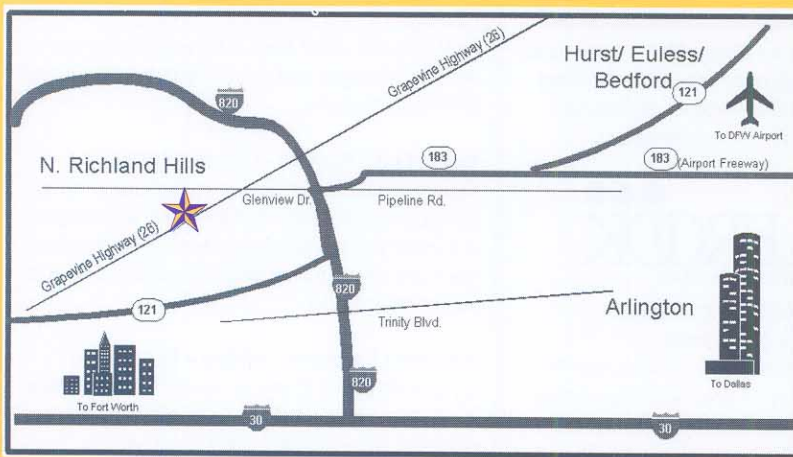 Grapevine Highway (26)
Hurst/ Euless/
Bedford
820
121
To DFW Airport
183
183 (Airport Freeway)
N. Richland Hills
Glenview Dr.
Pipeline Rd.
Grapevine Highway (26)
820
121
Trinity Blvd.
Arlington
820
To Dallas
To Fort Worth
30
30